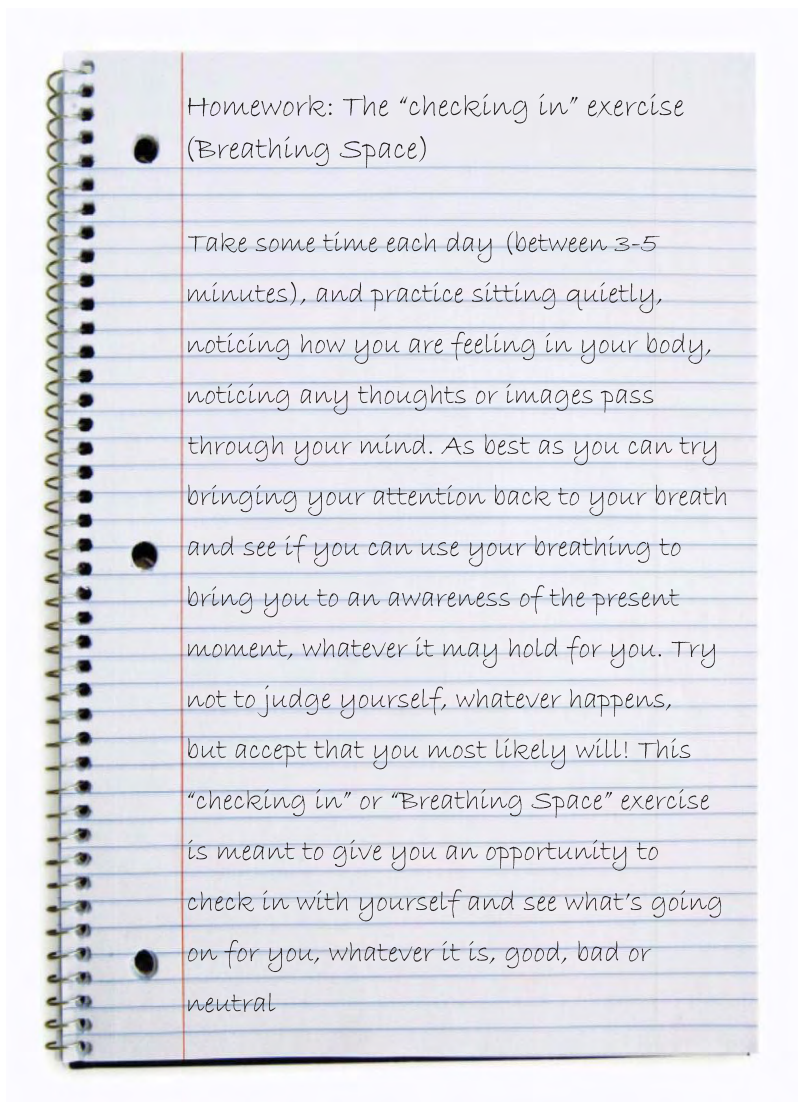 Homework: The “checking in” exercise
(Breathing Space)
Take some time each day (between 3-5
minutes), and practice sitting quietly,
noticing how you are feeling in your body,
noticing any thoughts or images pass
through your mind. As best as you can try
bringing your attention back to your breath
and see if you can use your breathing to
bring you to an awareness of the present
moment, whatever it may hold for you. Try
not to judge yourself, whatever happens,
but accept that you most likely will! This
“checking in” or “Breathing Space” exercise
is meant to give you an opportunity to
check in with yourself and see what's going
on for you, whatever it is, good, bad or
neutral